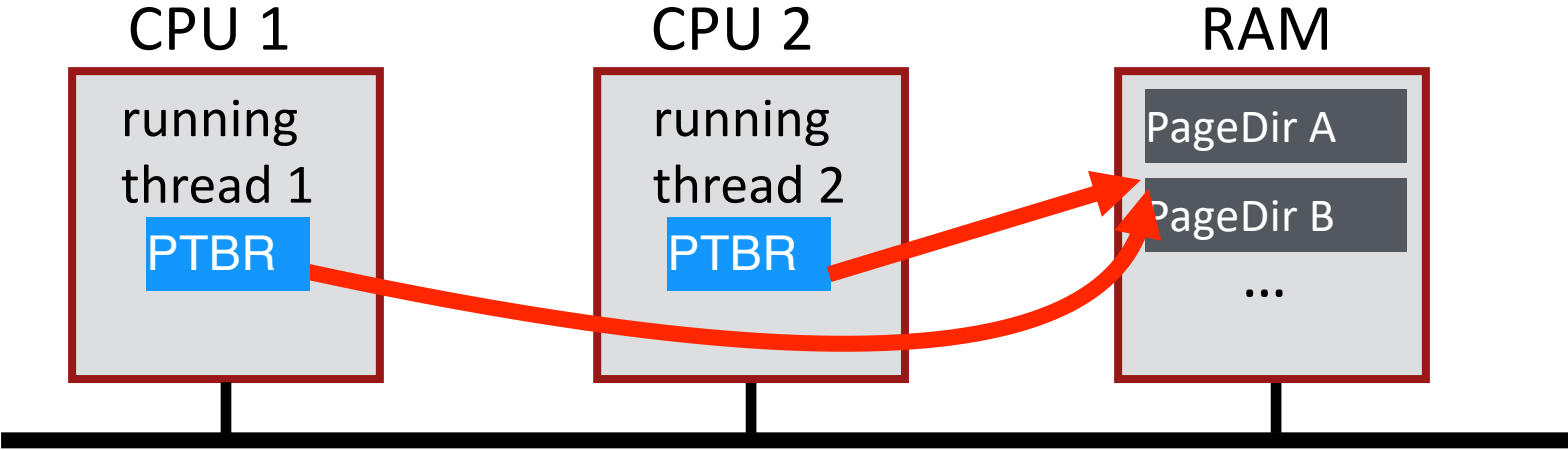 CPU 1
running
thread 1
PTBR
CPU 2
running
thread 2
PTBR
RAM
PageDir A
PageDir B
...